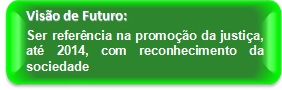 Visão de Futuro:
Ser referência na promoção da justiça,
até 2014, com reconhecimento da
sociedade